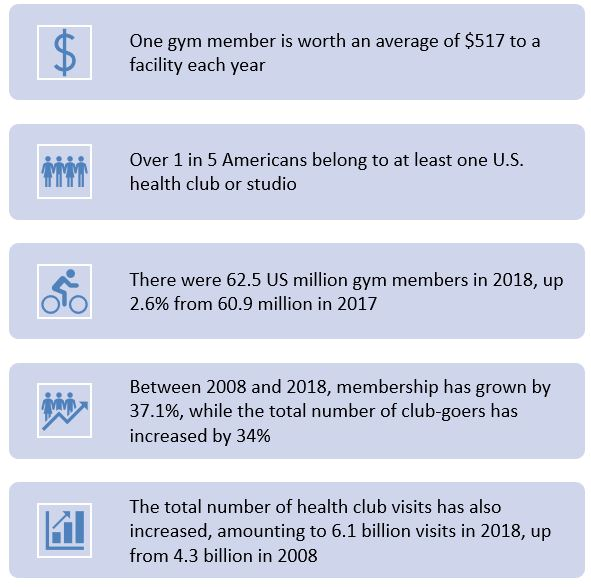 One gym member is worth an average of $517 to a
facility each year
Over 1 in 5 Americans belong to at least one U.S.
health club or studio
There were 62.5 US million gym members in 2018, up
2.6% from 60.9 million in 2017
Between 2008 and 2018, membership has grown by
37.1%, while the total number of club-goers has
increased by 34%
The total number of health club visits has also
increased, amounting to 6.1 billion visits in 2018, up
from 4.3 billion in 2008